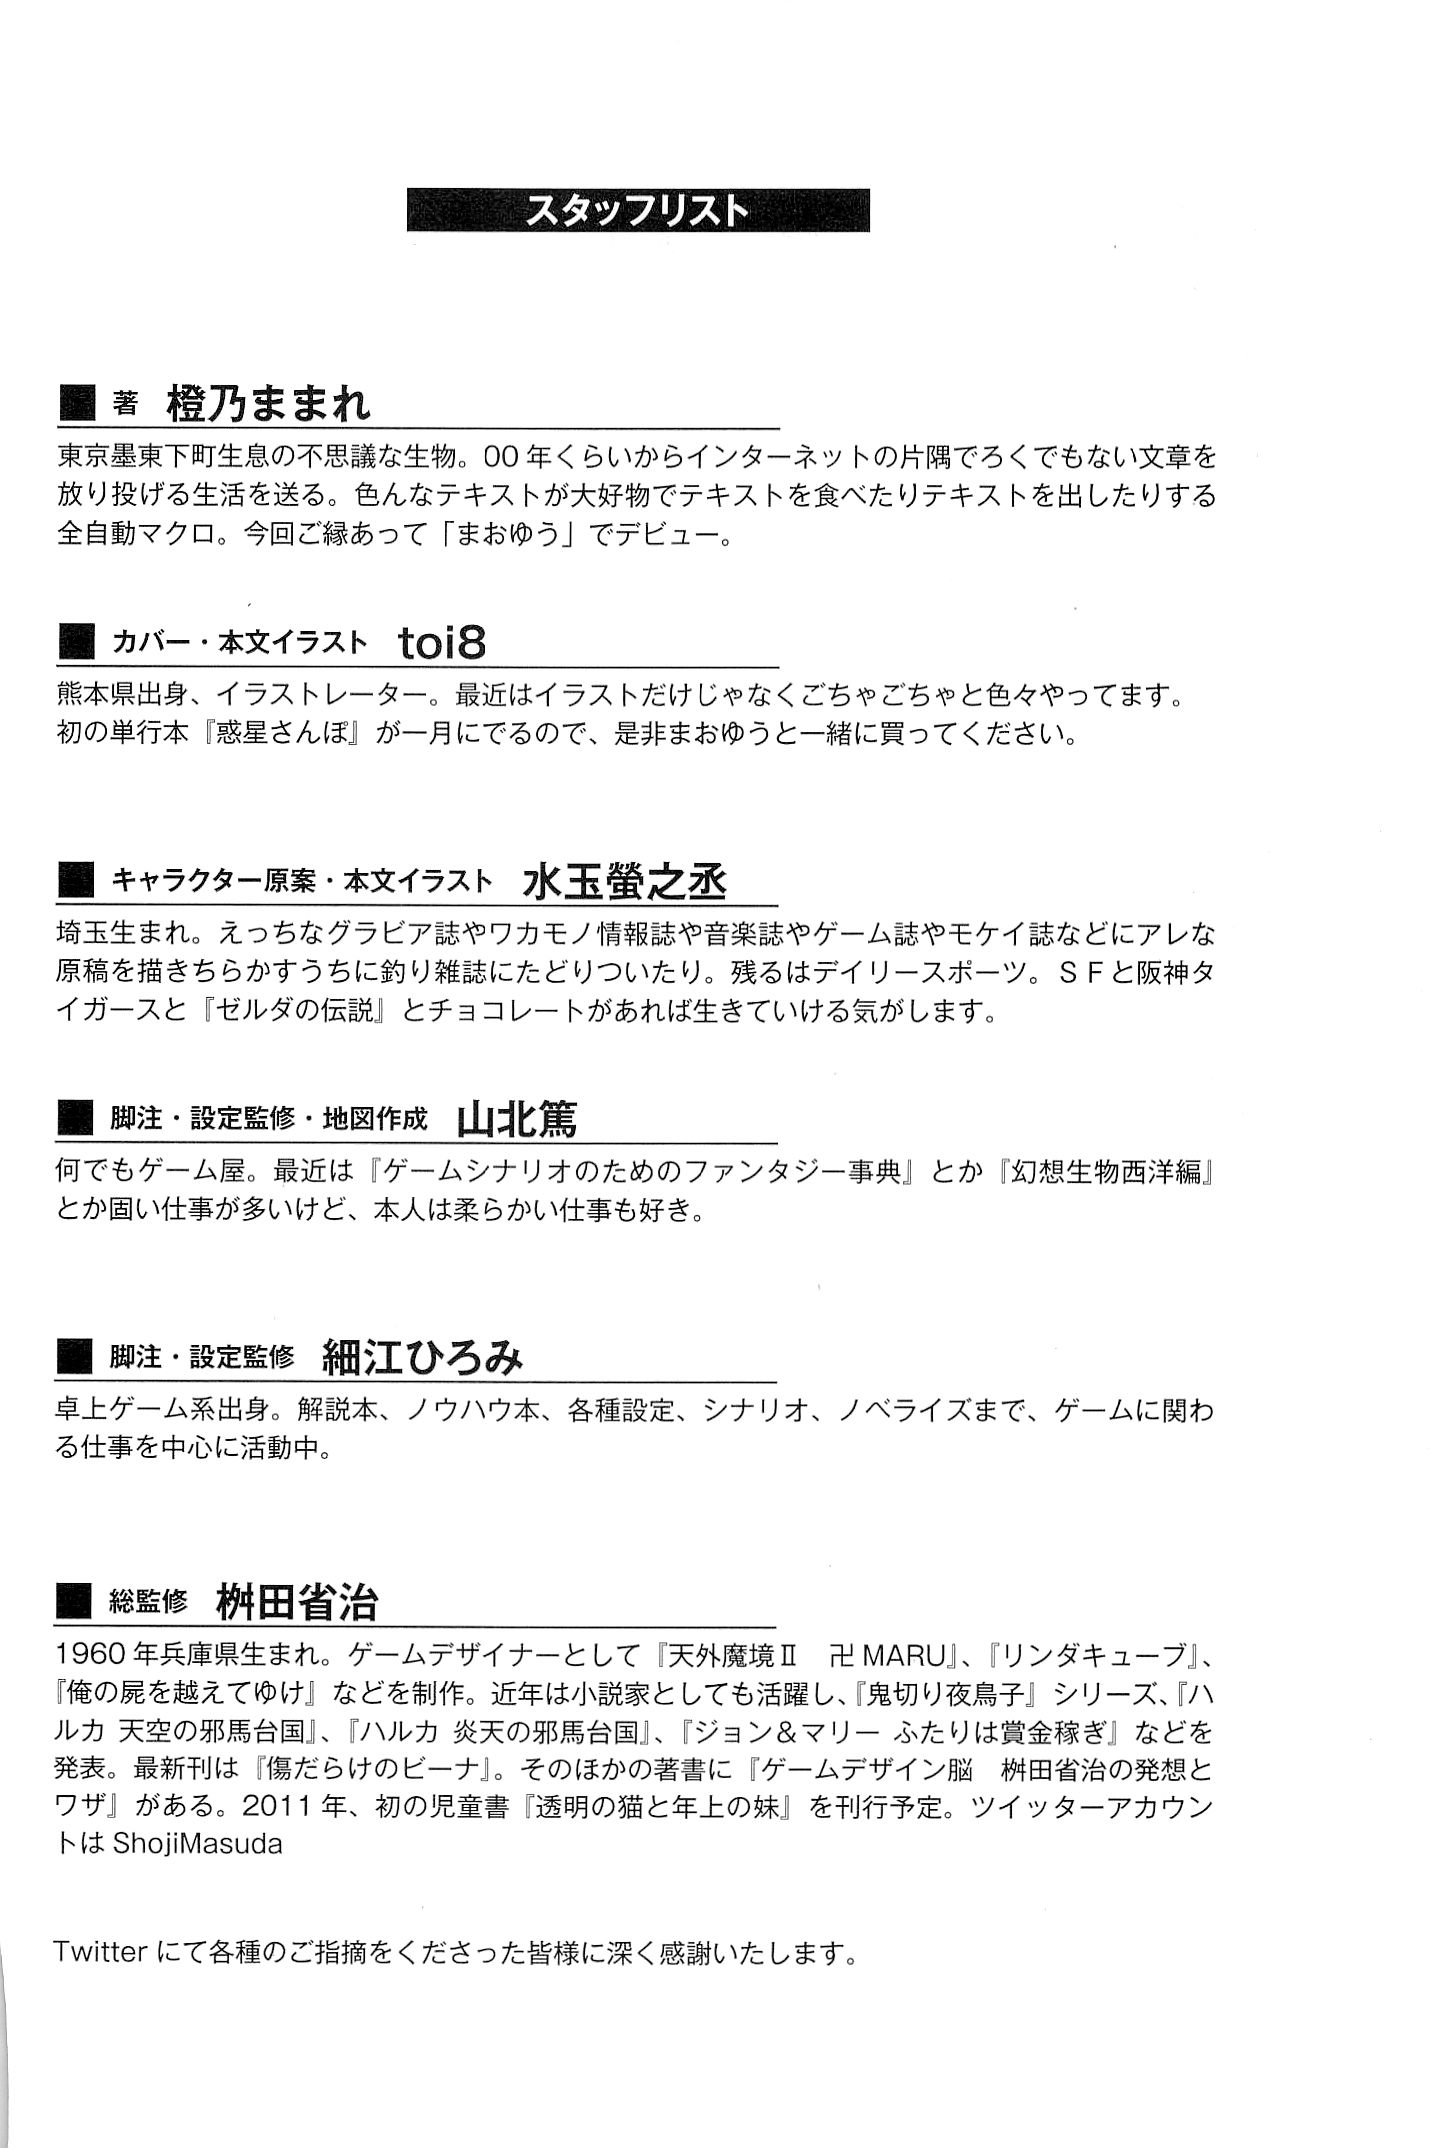 スタッフリスト
■ 著 橙乃ままれ
東京墨東下町生息の不思議な生物。00年くらいからインターネットの片隅でろくでもない文章を
放り投げる生活を送る。色んなテキストが大好物でテキストを食べたりテキストを出したりする
全自動マクロ。今回ご縁あって「まおゆう」でデビュー。
■ カバー・本文イラスト toi8
熊本県出身、イラストレーター。最近はイラストだけじゃなくごちゃごちゃと色々やってます。
初の単行本『惑星さんぽ』が一月にでるので、是非まおゆうと一緒に買ってください。
■ キャラクター原案・本文イラスト 水玉螢之丞
埼玉生まれ。えっちなグラビア誌やワカモノ情報誌や音楽誌やゲーム誌やモケイ誌などにアレな
原稿を描きちらかすうちに釣り雑誌にたどりついたり。残るはデイリースポーツ。ＳＦと阪神タ
イガースと『ゼルダの伝説』とチョコレートがあれば生きていける気がします。
■ 脚注・設定監修・地図作成 山北篤
何でもゲーム屋。最近は『ゲームシナリオのためのファンタジー事典』とか『幻想生物西洋編』
とか固い仕事が多いけど、本人は柔らかい仕事も好き。
■ 脚注・設定監修 細江ひろみ
卓上ゲーム系出身。解説本、ノウハウ本、各種設定、シナリオ、ノベライズまで、ゲームに関わ
る仕事を中心に活動中。
■ 総監修 桝田省治
1960年兵庫県生まれ。ゲームデザイナーとして『天外魔境Ⅱ　卍MARU』、『リンダキューブ』、
『俺の屍を越えてゆけ』などを制作。近年は小説家としても活躍し、『鬼切り夜鳥子』シリーズ、『ハ
ルカ 天空の邪馬台国』、『ハルカ 炎天の邪馬台国』、『ジョン＆マリー ふたりは賞金稼ぎ』などを
発表。最新刊は『傷だらけのビーナ』。そのほかの著書に『ゲームデザイン脳　桝田省治の発想と
ワザ』がある。2011年、初の児童書『透明の猫と年上の妹』を刊行予定。ツイッターアカウン
トは ShojiMasuda
Twitter にて各種のご指摘をくださった皆様に深く感謝いたします。